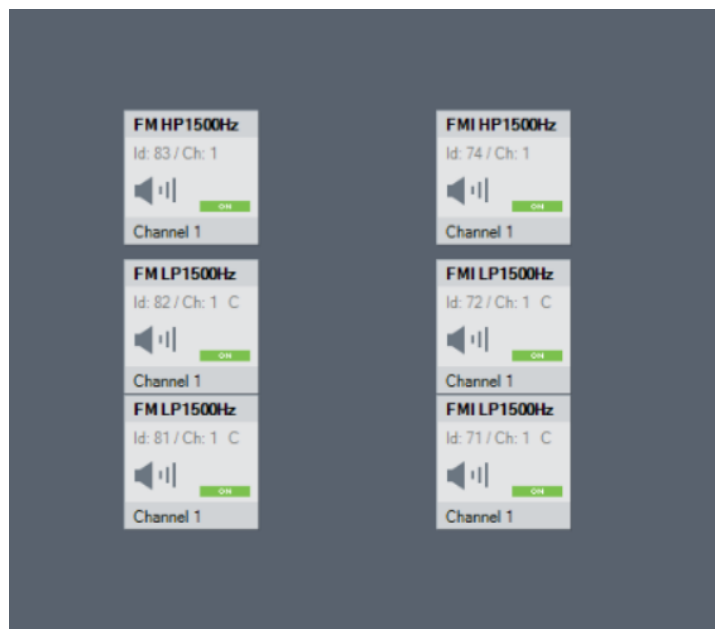 FM HP1500Hz
Id: 83 / Ch: 1
ON
Channel 1
FM LP1500Hz
Id: 82 / Ch: 1 C
ON
Channel 1
FM LP1500Hz
Id: 81 / Ch: 1 C
ON
Channel 1
FMI HP1500Hz
Id: 74 / Ch: 1
ON
Channel 1
FMI LP1500Hz
Id: 72 / Ch: 1 C
ON
Channel 1
FMI LP1500Hz
Id: 71 / Ch: 1 C
ON
Channel 1